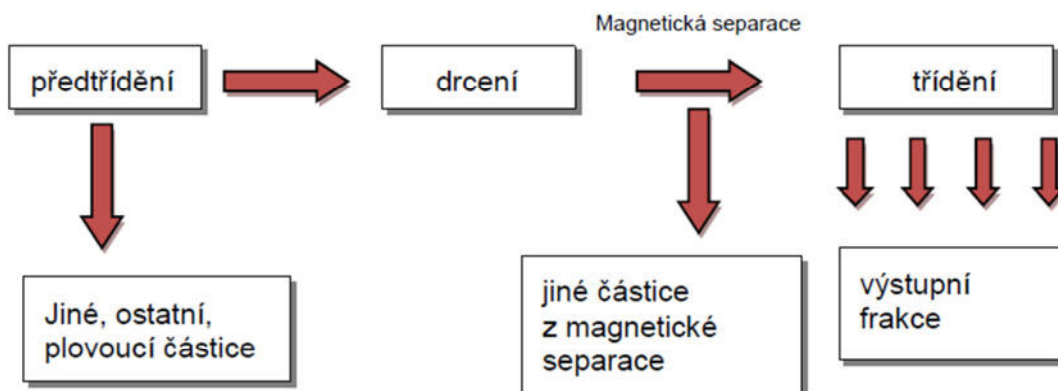 Magnetická separace
předtřídění
drcení
třídění
Jiné, ostatní,
plovoucí částice
jiné částice
z magnetické
separace
výstupní
frakce